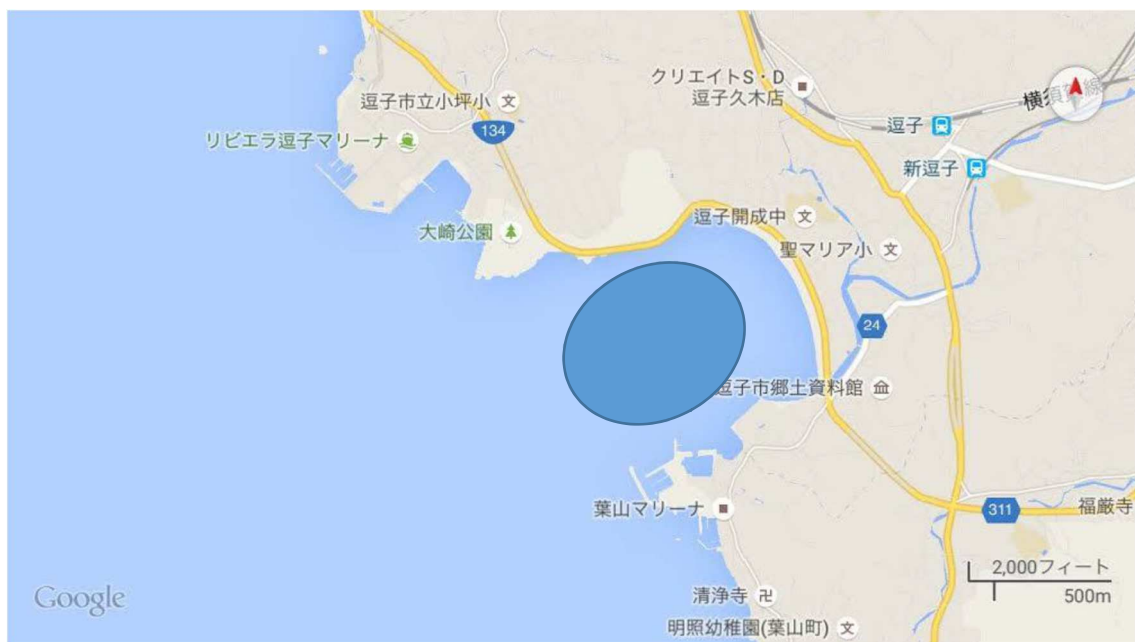 クリエイトS・D
逗子久木店
逗子市立小坪小
横須賀線
134
逗子
リビエラ逗子マリーナ
新逗子
逗子開成中
大崎公園
聖マリア小
24
逗子市郷土資料館
葉山マリーナ
311
福厳寺
2,000フィート
500m
Google
清浄寺
明照幼稚園(葉山町)